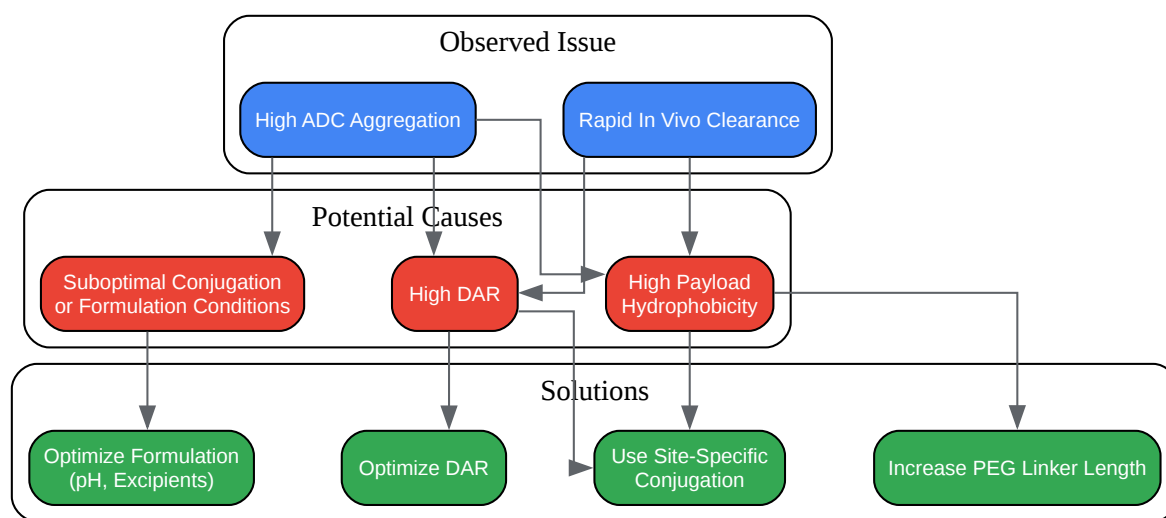 Observed Issue
High ADC Aggregation
Rapid In Vivo Clearance
Potential Causes
Suboptimal Conjugation
or Formulation Conditions
High DAR
High Payload
Hydrophobicity
Solutions
Optimize Formulation
(pH, Excipients)
Optimize DAR
Use Site-Specific
Conjugation
Increase PEG Linker Length